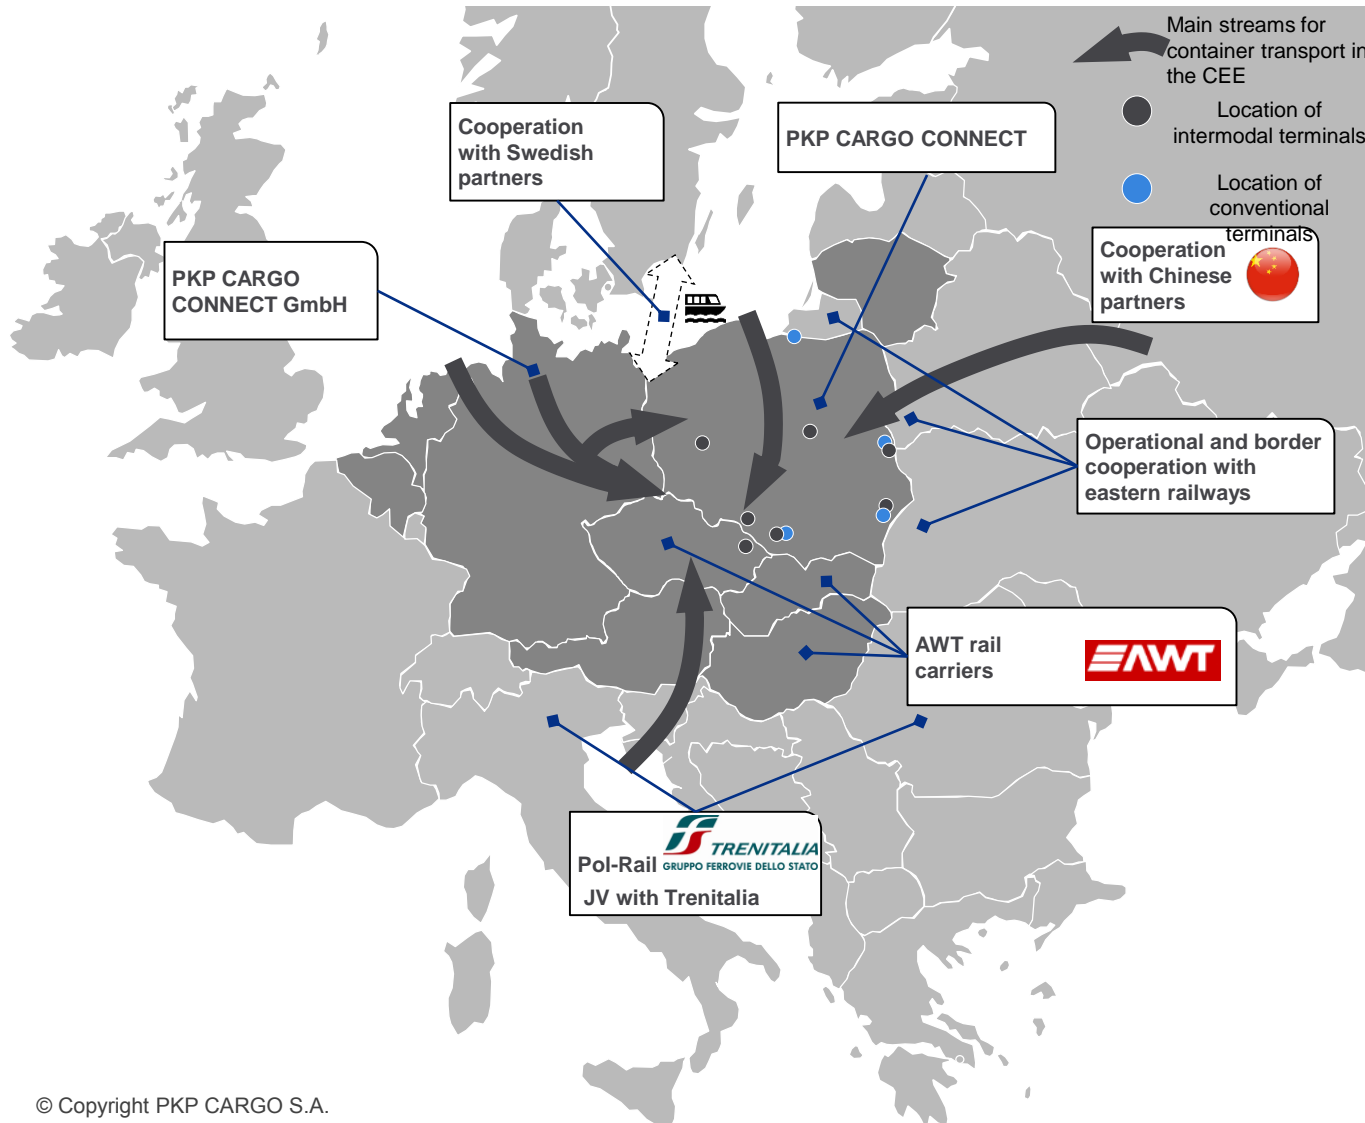 Main streams for
container transport in
the CEE
Location of
intermodal terminals
Location of
conventional
terminals
Cooperation
with Swedish
partners
PKP CARGO CONNECT
PKP CARGO
CONNECT GmbH
Cooperation
with Chinese
partners
Operational and border
cooperation with
eastern railways
AWT rail
carriers
AWT
TRENITALIA
GRUPPO FERROVIE DELLO STATO
Pol-Rail
JV with Trenitalia
© Copyright PKP CARGO S.A.